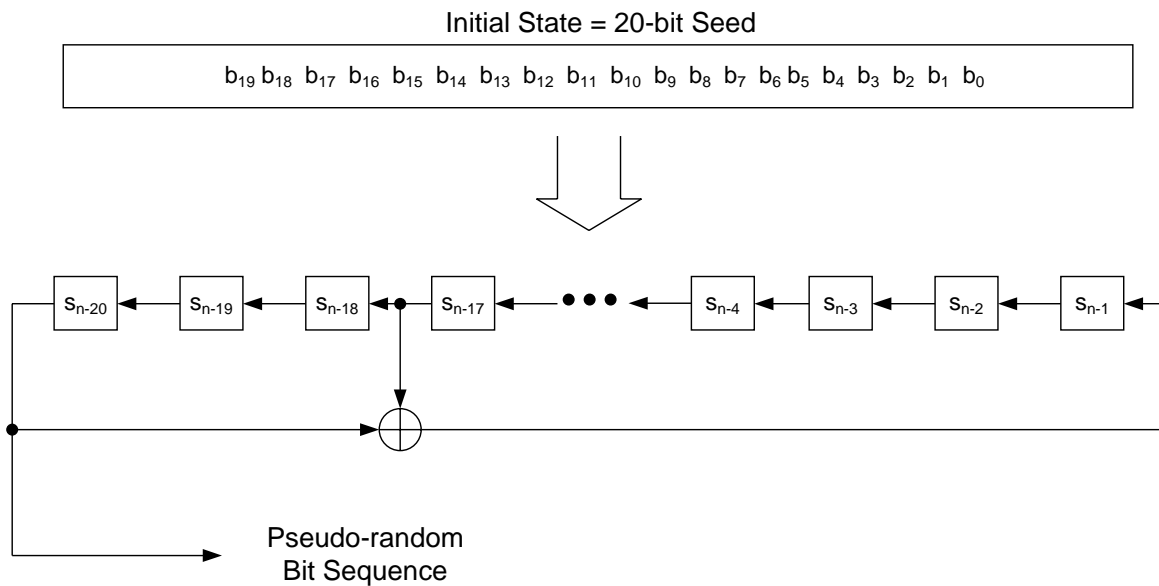 Initial State = 20-bit Seed
b19 b18 b17 b16 b15 b14 b13 b12 b11 b10 b9 b8 b7 b6 b5 b4 b3 b2 b1 b0
sn-20 sn-19 sn-18 sn-17 sn-4 sn-3 sn-2 sn-1
Pseudo-random
Bit Sequence